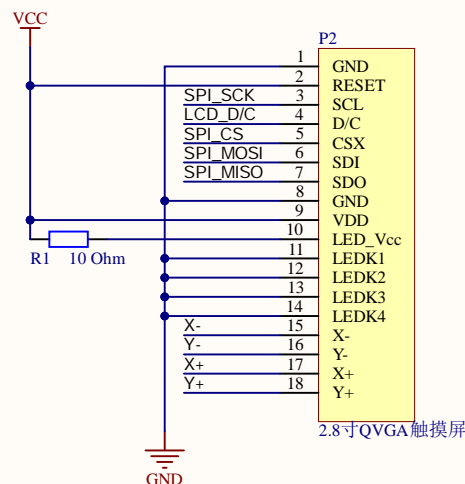 VCC
P2
1 GND
2 RESET
SPI_SCK 3 SCL
LCD_D/C 4 D/C
SPI_CS 5 CSX
SPI_MOSI 6 SDI
SPI_MISO 7 SDO
8 GND
9 VDD
10 LED_Vcc
R1 10 Ohm
11 LEDK1
12 LEDK2
13 LEDK3
14 LEDK4
X- 15 X-
Y- 16 Y-
X+ 17 X+
Y+ 18 Y+
2.8寸QVGA触摸屏
GND